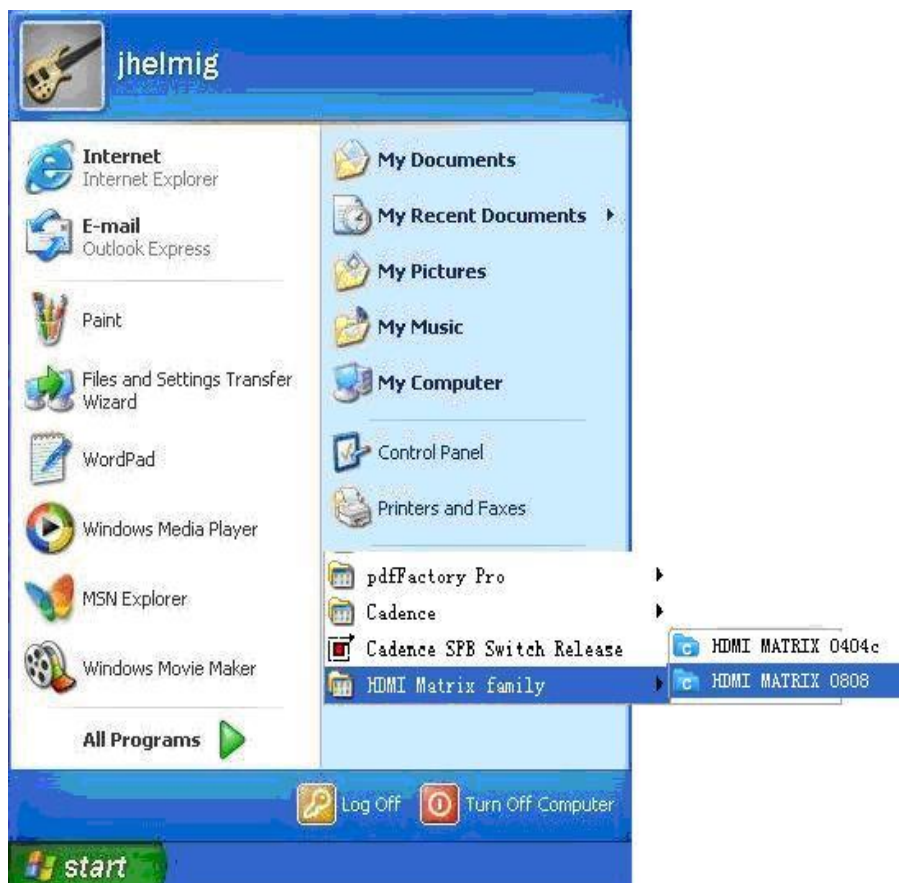 jhelmig
Internet
Internet Explorer
E-mail
Outlook Express
Paint
Files and Settings Transfer
Wizard
WordPad
Windows Media Player
MSN Explorer
Windows Movie Maker
All Programs
My Documents
My Recent Documents
My Pictures
My Music
My Computer
Control Panel
Printers and Faxes
pdfFactory Pro
Cadence
Cadence SPB Switch Release
HDMI Matrix family
HDMI MATRIX 0404c
HDMI MATRIX 0808
Log Off
Turn Off Computer
start